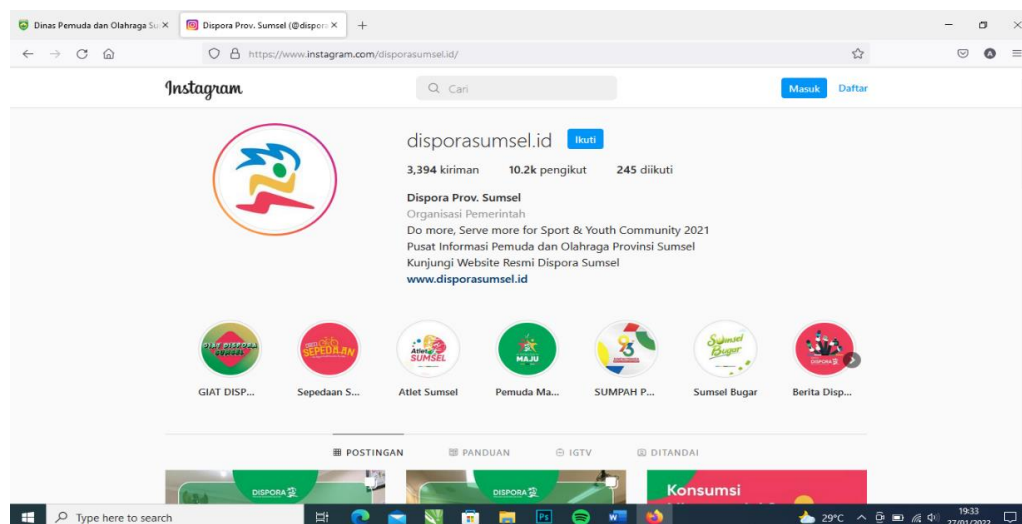 Dinas Pemuda dan Olahraga Su
Dispora Prov. Sumsel (@dispor
https://www.instagram.com/disporasumsel.id/
Instagram
Cari
Masuk
Daftar
disporasumsel.id
Ikuti
3,394 kiriman 10.2k pengikut 245 diikuti
Dispora Prov. Sumsel
Organisasi Pemerintah
Do more, Serve more for Sport & Youth Community 2021
Pusat Informasi Pemuda dan Olahraga Provinsi Sumsel
Kunjungi Website Resmi Dispora Sumsel
www.disporasumsel.id
GIAT DISPORA
SUMSEL
SEPEDAAN
Atlet
SUMSEL
MAJU
93
Sumsel
Bugar
DISPORA
GIAT DISP...
Sepedaan S...
Atlet Sumsel
Pemuda Ma...
SUMPAH P...
Sumsel Bugar
Berita Disp...
POSTINGAN
PANDUAN
IGTV
DITANDAI
DISPORA
DISPORA
Konsumsi
Type here to search
Ps
29°C
19:33
27/01/2022